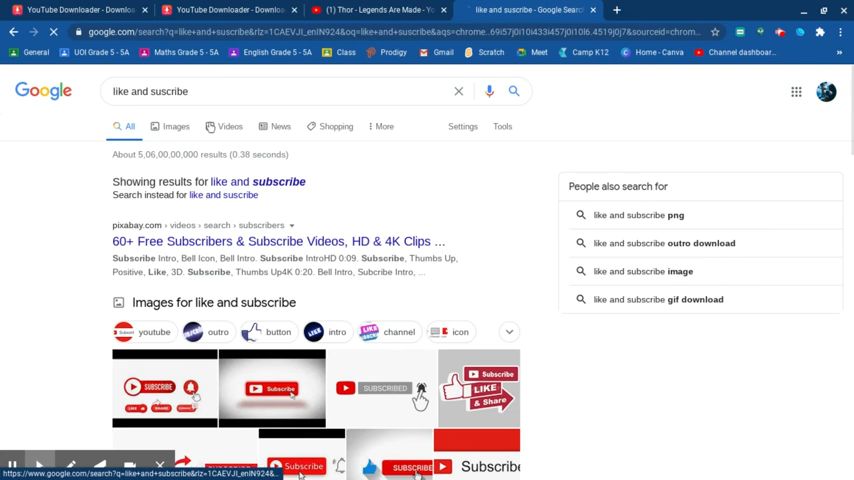 YouTube Downloader - Downloa
YouTube Downloader - Downloa
(1) Thor - Legends Are Made - Yo
like and suscribe - Google Searc
google.com/search?q=like+and+suscribe&rlz=1CAEVJI_enIN924&oq=like+and+suscribe&aqs=chrome..69i57j0i10i433i457j0i10l6.4519j0j7&sourceid=chrom...
General
UOI Grade 5 - 5A
Maths Grade 5 - 5A
English Grade 5 - 5A
Class
Prodigy
Gmail
Scratch
Meet
Camp K12
Home - Canva
Channel dashboar...
Google
like and suscribe
All
Images
Videos
News
Shopping
More
Settings
Tools
About 5,06,00,00,000 results (0.38 seconds)
Showing results for like and subscribe
Search instead for like and suscribe
pixabay.com › videos › search › subscribers
60+ Free Subscribers & Subscribe Videos, HD & 4K Clips ...
Subscribe Intro, Bell Icon, Bell Intro. Subscribe IntroHD 0:09. Subscribe, Thumbs Up,
Positive, Like, 3D. Subscribe, Thumbs Up4K 0:20. Bell Intro, Subcribe Intro, ...
People also search for
like and subscribe png
like and subscribe outro download
like and subscribe image
like and subscribe gif download
Images for like and subscribe
youtube
outro
button
intro
channel
icon
SUBSCRIBE
Subscribe
SUBSCRIBED
Subscribe
LIKE
& Share
Subscribe
SUBSCRIBE
Subscribe
https://www.google.com/search?q=like+and+subscribe&rlz=1CAEVJI_enIN924&...